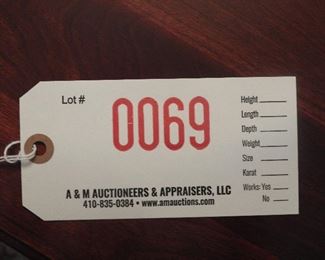 Lot #
0069
Height
Length
Depth
Weight
Size
Karat
Works: Yes
No
A & M AUCTIONEERS & APPRAISERS, LLC
410-835-0384 • www.amauctions.com